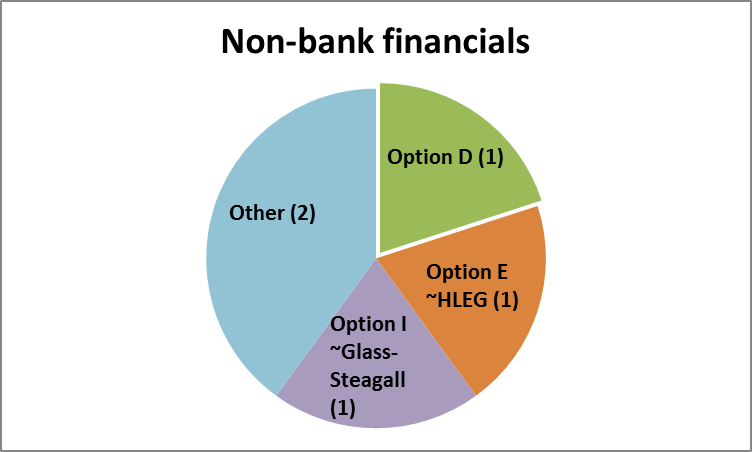 Non-bank financials
Option D (1)
Other (2)
Option E
~HLEG (1)
Option I
~Glass-
Steagall
(1)